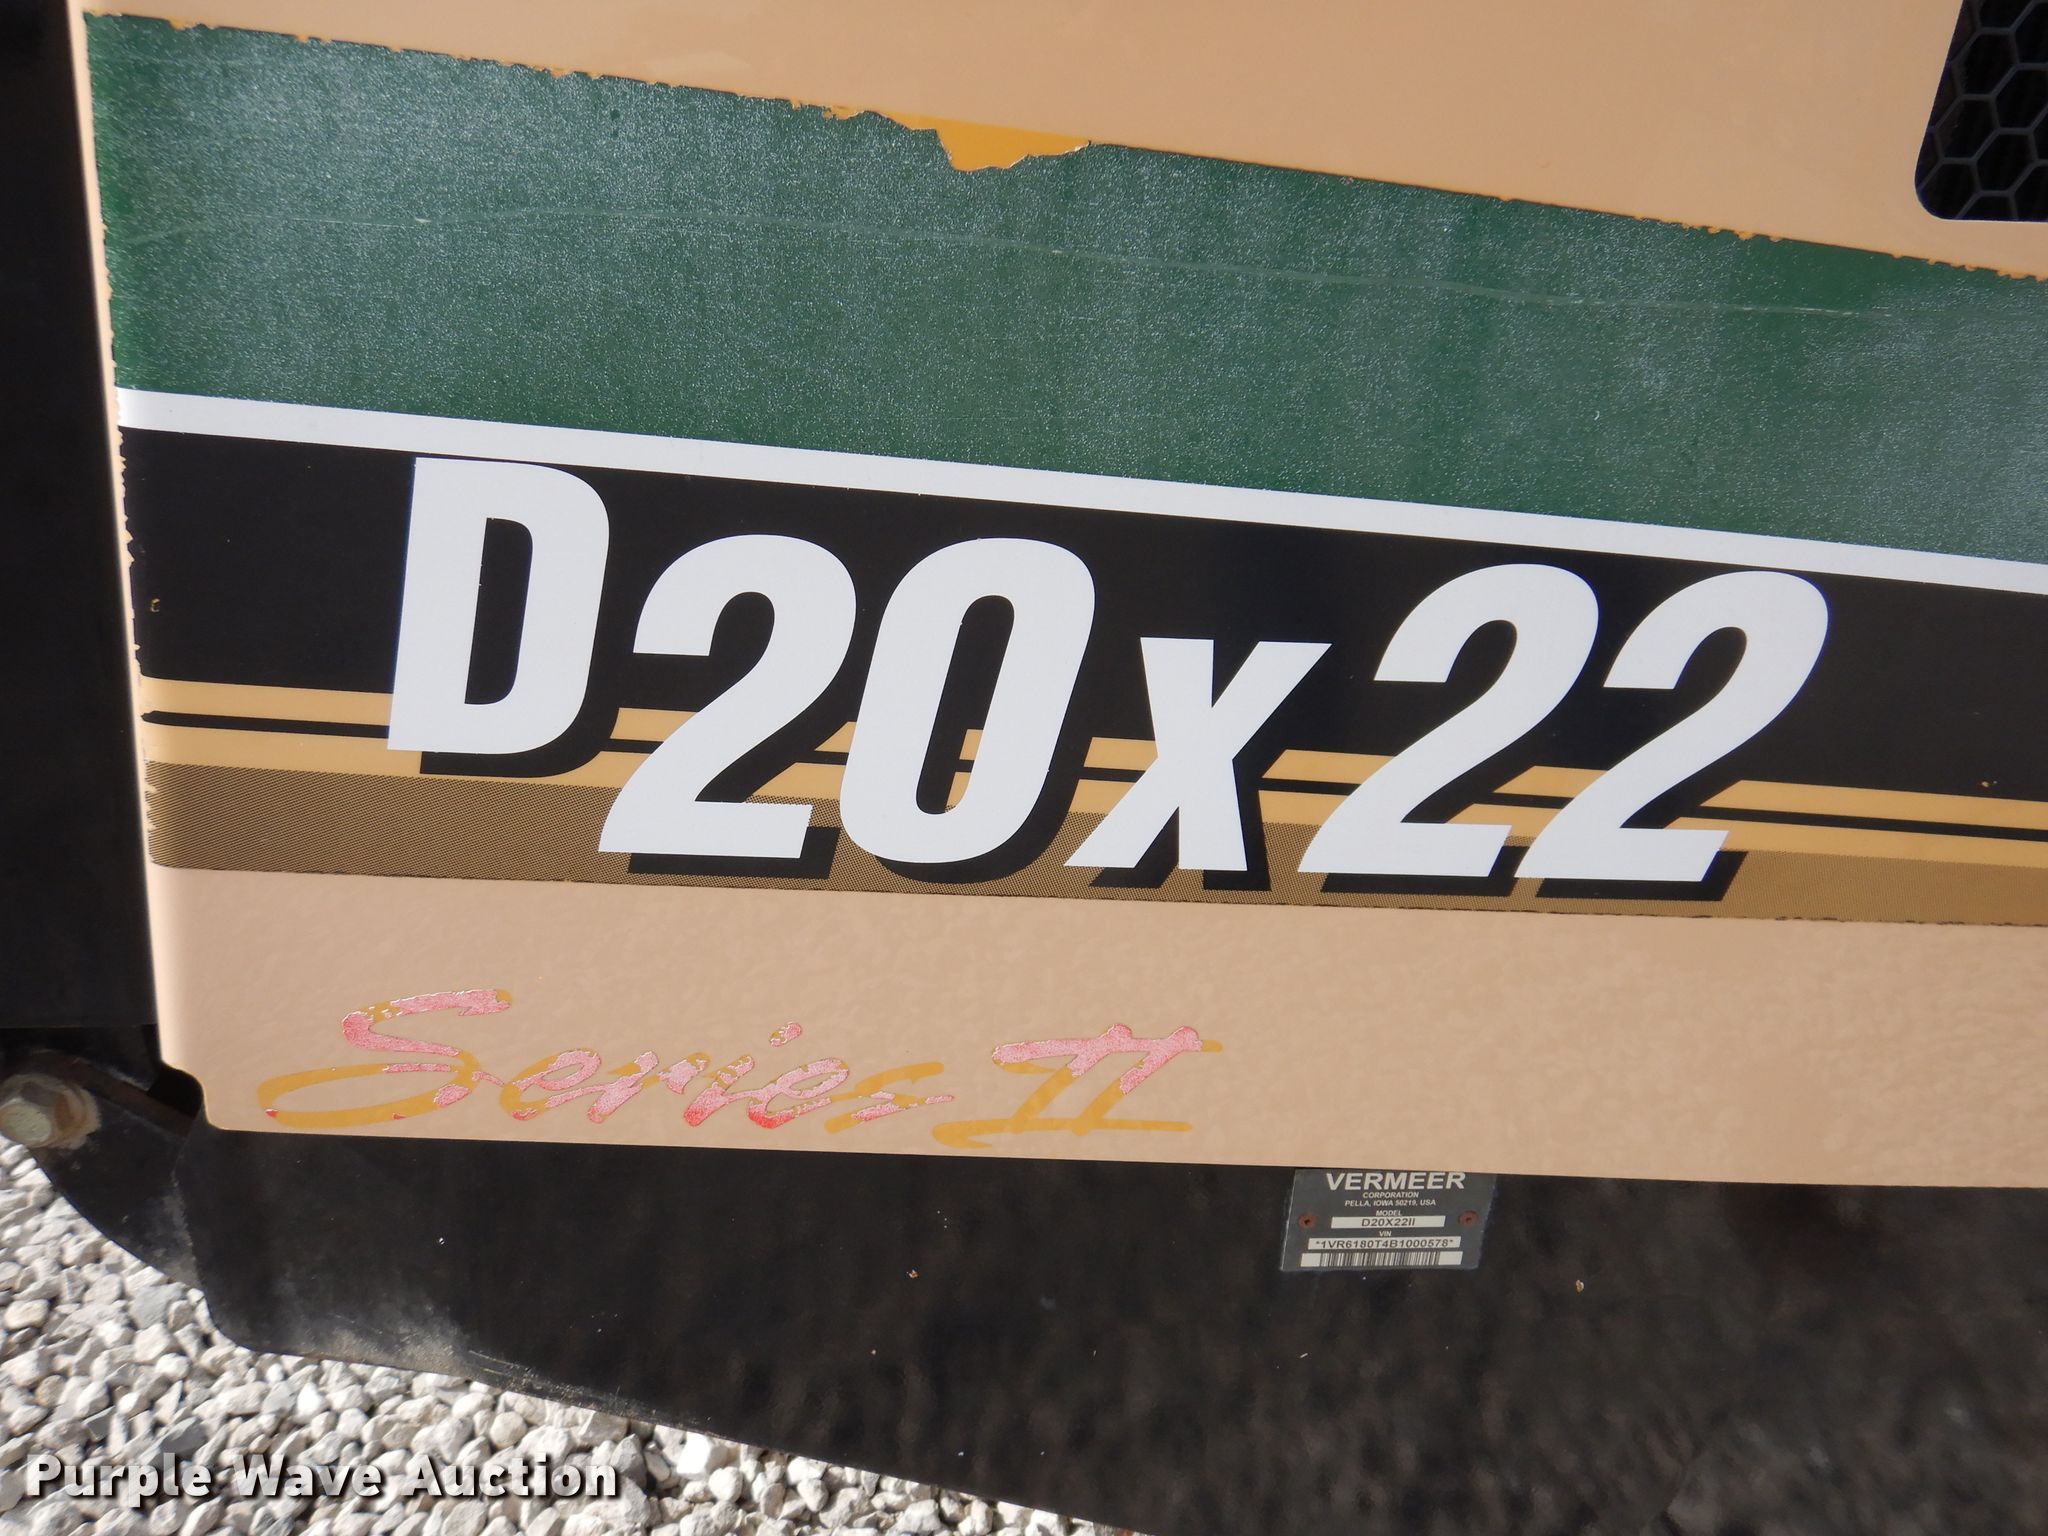 D20x22
Series II
VERMEER
CORPORATION
PELLA, IOWA 50219, USA
MODEL
D20X22II
VIN
*1VR6180T4B1000578*
Purple Wave Auction